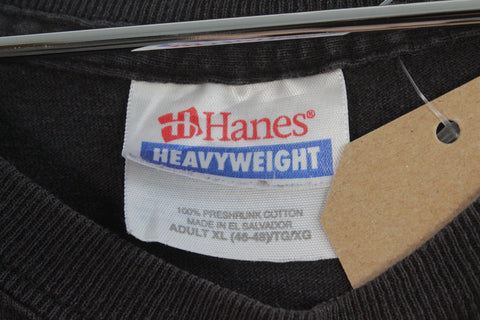 Hanes®
HEAVYWEIGHT
100% PRESHRUNK COTTON
MADE IN EL SALVADOR
ADULT XL (46-48)/TG/XG